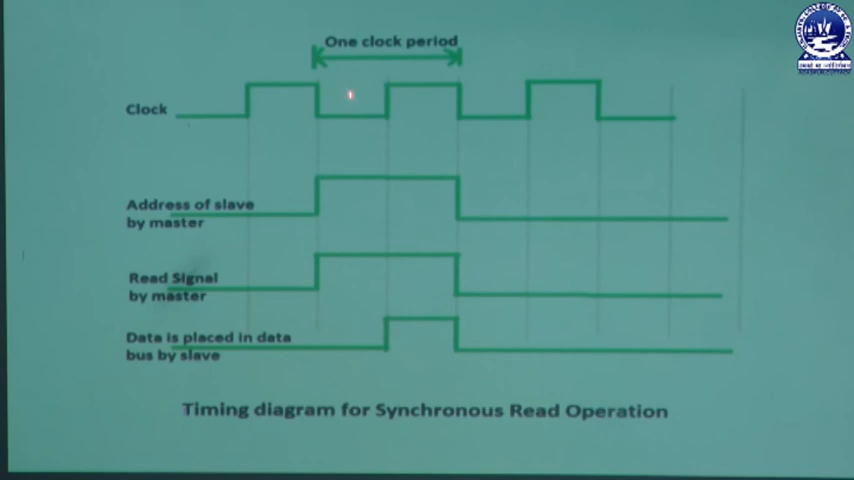 One clock period
Clock
Address of slave
by master
Read Signal
by master
Data is placed in data
bus by slave
Timing diagram for Synchronous Read Operation